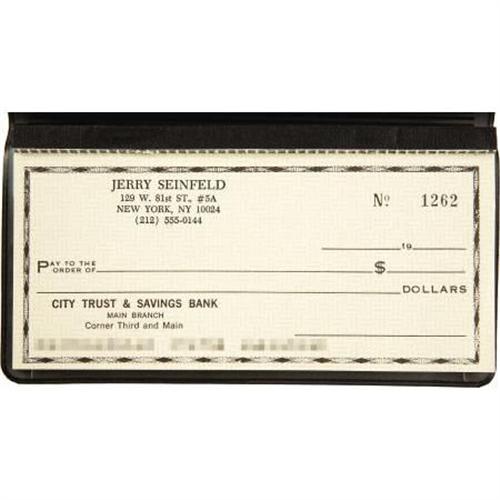 JERRY SEINFELD
129 W. 81st ST., #5A
NEW YORK, NY 10024
(212) 555-0144
Nº 1262
19
PAY TO THE
ORDER OF $
DOLLARS
CITY TRUST & SAVINGS BANK
MAIN BRANCH
Corner Third and Main